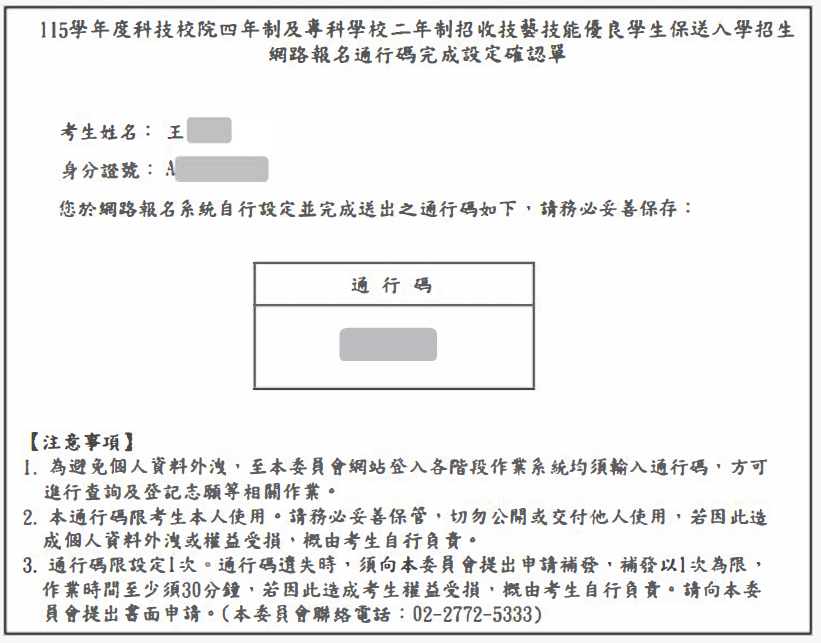 115學年度科技校院四年制及專科學校二年制招收技藝技能優良學生保送入學招生
網路報名通行碼完成設定確認單
考生姓名：王
身分證號：A
您於網路報名系統自行設定並完成送出之通行碼如下，請務必妥善保存：
通行碼
【注意事項】
1. 為避免個人資料外洩，至本委員會網站登入各階段作業系統均須輸入通行碼，方可
進行查詢及登記志願等相關作業。
2. 本通行碼限考生本人使用。請務必妥善保管，切勿公開或交付他人使用，若因此造
成個人資料外洩或權益受損，概由考生自行負責。
3. 通行碼限設定1次。通行碼遺失時，須向本委員會提出申請補發，補發以1次為限，
作業時間至少須30分鐘，若因此造成考生權益受損，概由考生自行負責。請向本委
員會提出書面申請。(本委員會聯絡電話：02-2772-5333)